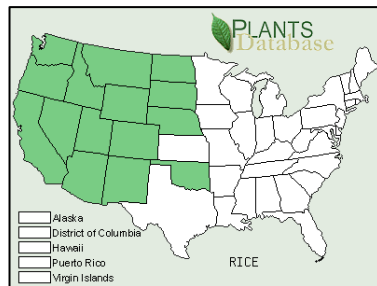 PLANTS
Database
Alaska
District of Columbia
Hawaii
Puerto Rico
Virgin Islands
RICE